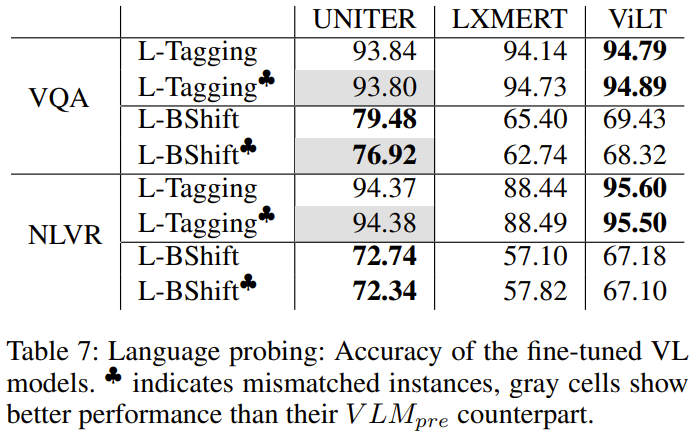 UNITER LXMERT ViLT
VQA L-Tagging 93.84 94.14 94.79
L-Tagging♣ 93.80 94.73 94.89
L-BShift 79.48 65.40 69.43
L-BShift♣ 76.92 62.74 68.32
NLVR L-Tagging 94.37 88.44 95.60
L-Tagging♣ 94.38 88.49 95.50
L-BShift 72.74 57.10 67.18
L-BShift♣ 72.34 57.82 67.10
Table 7: Language probing: Accuracy of the fine-tuned VL
models. ♣ indicates mismatched instances, gray cells show
better performance than their VLM_pre counterpart.